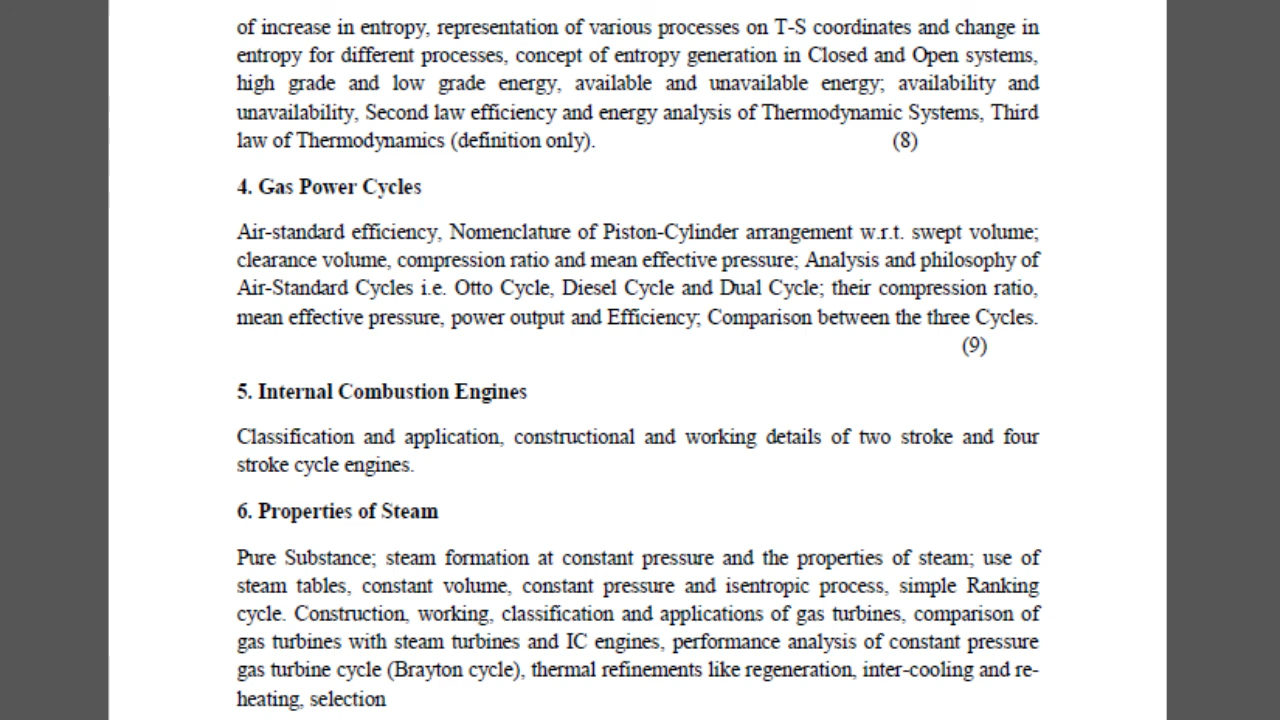 of increase in entropy, representation of various processes on T-S coordinates and change in
entropy for different processes, concept of entropy generation in Closed and Open systems,
high grade and low grade energy, available and unavailable energy; availability and
unavailability, Second law efficiency and energy analysis of Thermodynamic Systems, Third
law of Thermodynamics (definition only). (8)
4. Gas Power Cycles
Air-standard efficiency, Nomenclature of Piston-Cylinder arrangement w.r.t. swept volume;
clearance volume, compression ratio and mean effective pressure; Analysis and philosophy of
Air-Standard Cycles i.e. Otto Cycle, Diesel Cycle and Dual Cycle; their compression ratio,
mean effective pressure, power output and Efficiency; Comparison between the three Cycles.
(9)
5. Internal Combustion Engines
Classification and application, constructional and working details of two stroke and four
stroke cycle engines.
6. Properties of Steam
Pure Substance; steam formation at constant pressure and the properties of steam; use of
steam tables, constant volume, constant pressure and isentropic process, simple Ranking
cycle. Construction, working, classification and applications of gas turbines, comparison of
gas turbines with steam turbines and IC engines, performance analysis of constant pressure
gas turbine cycle (Brayton cycle), thermal refinements like regeneration, inter-cooling and re-
heating, selection